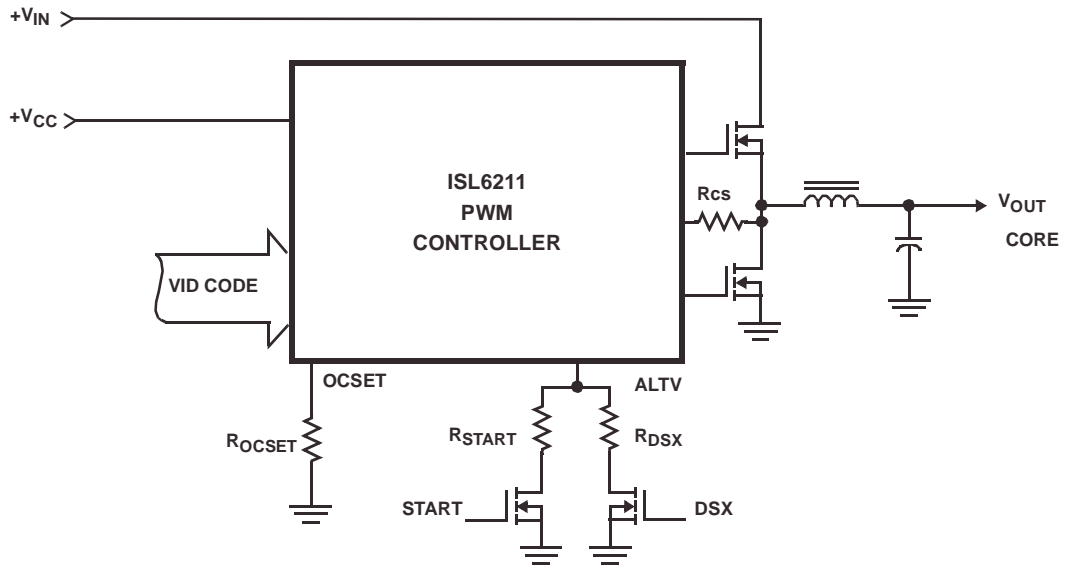 +VIN
+VCC
ISL6211
PWM
CONTROLLER
Rcs
VOUT
CORE
VID CODE
OCSET
ALTV
ROCSET
RSTART
RDSX
START
DSX